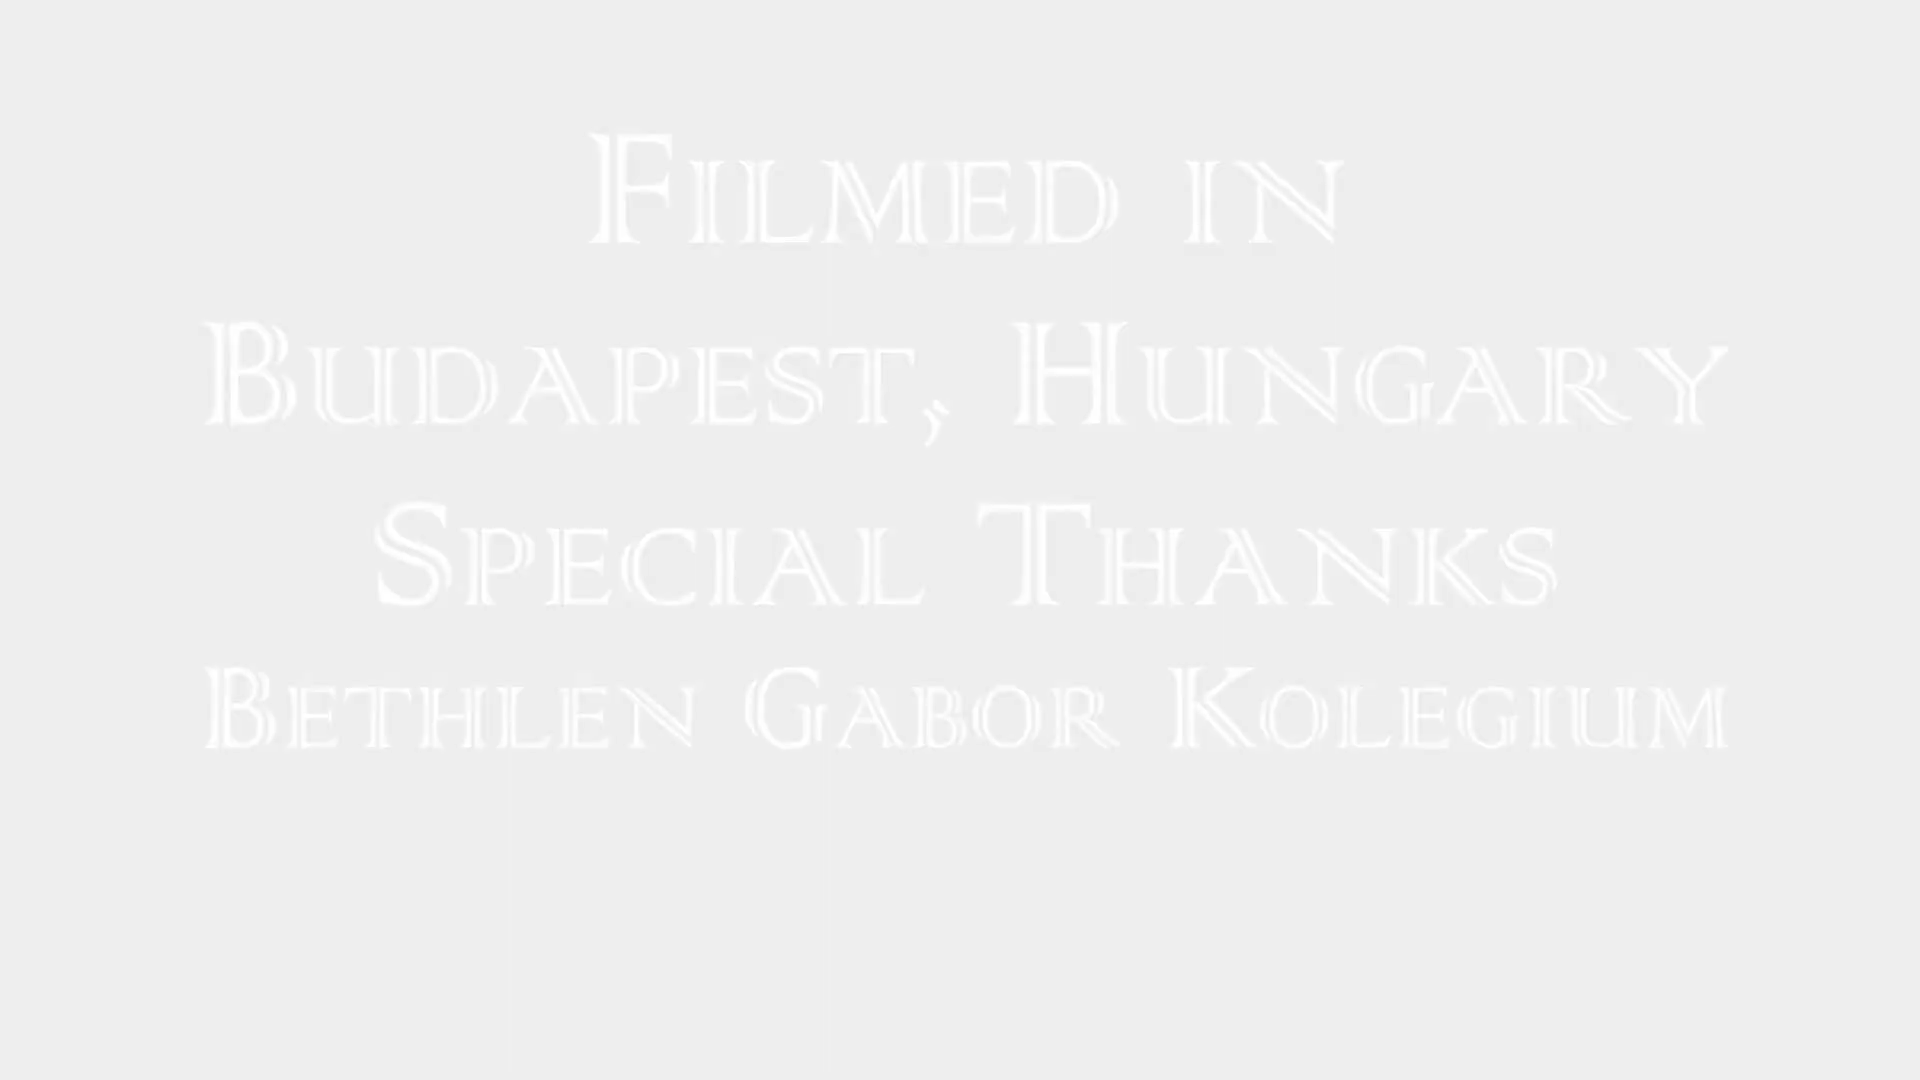 Filmed in
Budapest, Hungary
Special Thanks
Bethlen Gabor Kolegium